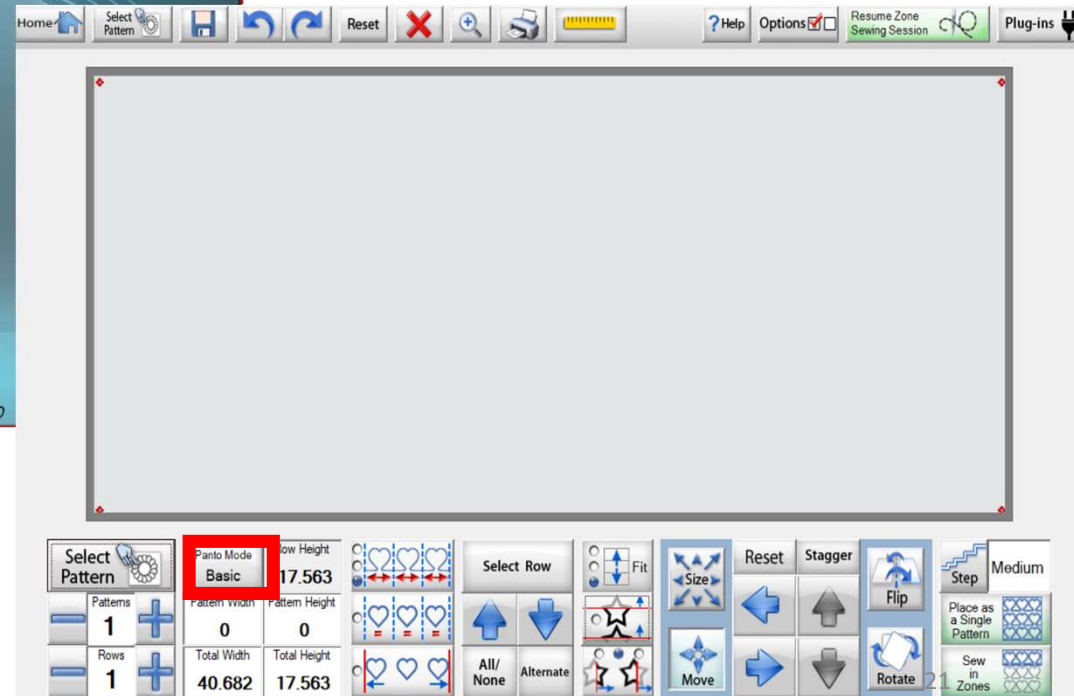 Home
Select
Pattern
Reset
?Help
Options
Resume Zone
Sewing Session
Plug-ins
Select
Pattern
Panto Mode
Basic
Row Height
17.563
Select Row
Fit
Size
Reset
Stagger
Flip
Step
Medium
Patterns
1
Pattern Width
0
Pattern Height
0
Place as
a Single
Pattern
Rows
1
Total Width
40.682
Total Height
17.563
All/
None
Alternate
Move
Rotate
21
Sew
in
Zones